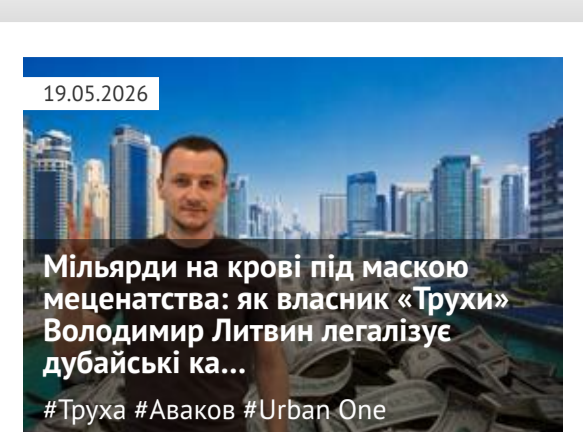 19.05.2026
Мільярди на крові під маскою
меценатства: як власник «Трухи»
Володимир Литвин легалізує
дубайські ка...
#Труха #Аваков #Urban One